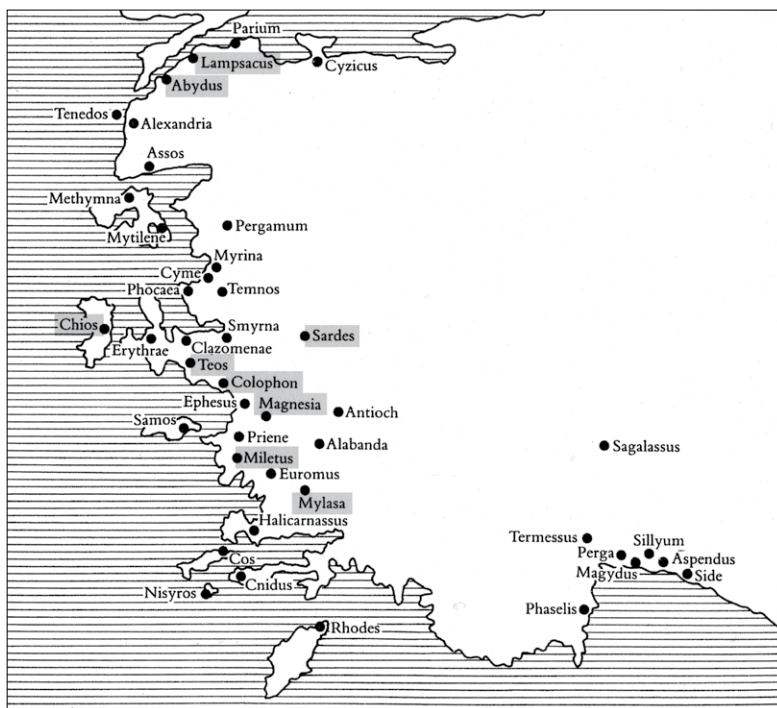 Parium
Lampsacus
Cyzicus
Abydus
Tenedos
Alexandria
Assos
Methymna
Mytilene
Pergamum
Myrina
Cyme
Phocaea
Temnos
Chios
Smyrna
Sardes
Erythrae
Clazomenae
Teos
Colophon
Ephesus
Magnesia
Antioch
Samos
Priene
Alabanda
Sagalassus
Miletus
Euromus
Mylasa
Halicarnassus
Termessus
Sillyum
Perga
Aspendus
Cos
Magydus
Side
Cnidus
Nisyros
Phaselis
Rhodes